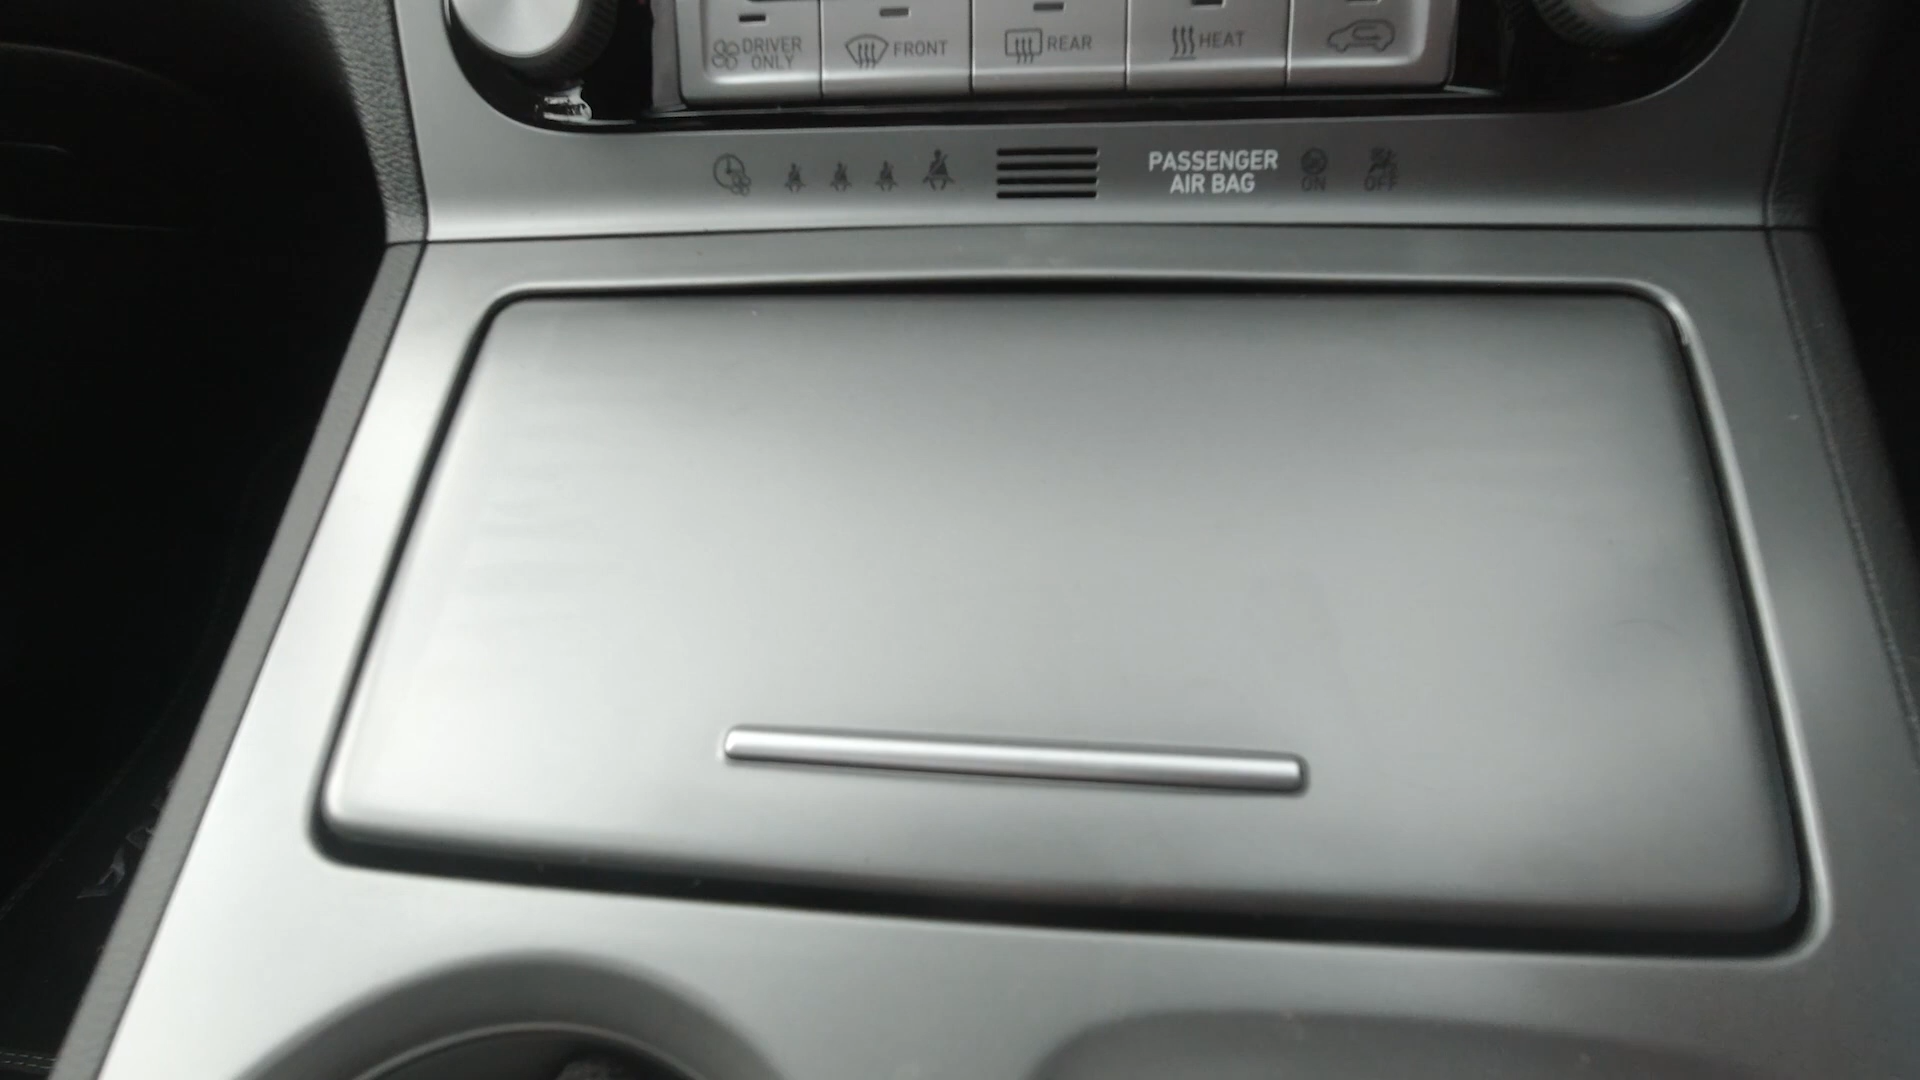 DRIVER
ONLY
FRONT
REAR
HEAT
PASSENGER
AIR BAG
ON
OFF